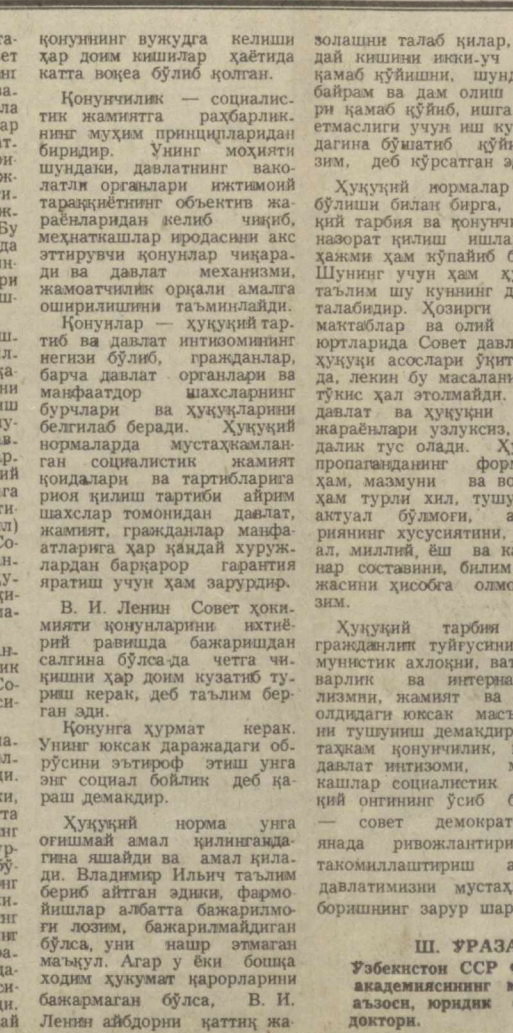 қонуннинг вужудга келиши
ҳар доим кишилар ҳаётида
катта воқеа бўлиб қолган.
Қонунчилик — социалис-
тик жамиятга раҳбарлик-
нинг муҳим принципларидан
биридир. Унинг моҳияти
шундаки, давлатнинг вако-
латли органлари ижтимоий
тараққиётнинг объектив жа-
раёнларидан келиб чиқиб,
меҳнаткашлар иродасини акс
эттирувчи қонунлар чиқара-
ди ва давлат механизми,
жамоатчилик орқали амалга
оширилишини таъминлайди.
Қонунлар — ҳуқуқий тар-
тиб ва давлат интизомининг
негизи бўлиб, гражданлар,
барча давлат органлари ва
манфаатдор шахсларнинг
бурчлари ва ҳуқуқларини
белгилаб беради. Ҳуқуқий
нормаларда мустаҳкамлан-
ган социалистик жамият
қоидалари ва тартибларига
риоя қилиш тартиби айрим
шахслар томонидан давлат,
жамият, гражданлар манфа-
атларига ҳар қандай хуруж-
лардан барқарор гарантия
яратиш учун ҳам зарурдир.
В. И. Ленин Совет ҳоки-
мияти қонунларини ихтиё-
рий равишда бажаришдан
салгина бўлса-да четга чи-
қишни ҳар доим кузатиб ту-
риш керак, деб таълим бер-
ган эди.
Қонунга ҳурмат керак.
Унинг юксак даражадаги об-
рўсини эътироф этиш унга
энг социал бойлик деб қа-
раш демакдир.
Ҳуқуқий норма унга
оғишмай амал қилинганда-
гина яшайди ва амал қила-
ди. Владимир Ильич таълим
бериб айтган эдики, фармо-
йишлар албатта бажарилмо-
ғи лозим, бажарилмайдиган
бўлса, уни нашр этмаган
маъқул. Агар у ёки бошқа
ходим ҳукумат қарорларини
бажармаган бўлса, В. И.
Ленин айбдорни қаттиқ жа-
золашни талаб қилар,
дай кишини икки-уч
қамаб қўйишни, шунд
байрам ва дам олиш
ри қамаб қўйиб, ишга
етмаслиги учун иш ку
дагина бўшатиб қўйи
зим, деб кўрсатган э
Ҳуқуқий нормалар
бўлиши билан бирга,
қий тарбия ва қонунчи
назорат қилиш ишла
ҳажми ҳам кўпайиб б
Шунинг учун ҳам ҳу
таълим шу куннинг д
талабидир. Ҳозирги
мактаблар ва олий
юртларида Совет давл
ҳуқуқи асослари ўқит
да, лекин бу масалани
тўкис ҳал этолмайди.
давлат ва ҳуқуқни
жараёнлари узлуксиз,
далик тус олади. Ҳу
пропаганданинг форм
ҳам, мазмуни ва во
ҳам турли хил, тушу
актуал бўлмоғи, а
риянинг хусусиятини,
ал, миллий, ёш ва ка
нар составини, билим
жасини ҳисобга олмо
зим.
Ҳуқуқий тарбия
гражданлик туйғусини
мунистик ахлоқни, ват
варлик ва интерна
лизмни, жамият ва
олдидаги юксак масъ
ни тушуниш демакдир
таҳкам қонунчилик,
давлат интизоми, м
кашлар социалистик
қий онгининг ўсиб б
— совет демократ
янада ривожлантири
такомиллаштириш а
давлатимизни мустаҳ
боришнинг зарур шар
Ш. ЎРАЗА
Ўзбекистон ССР Ф
академиясининг м
аъзоси, юридик
доктори.